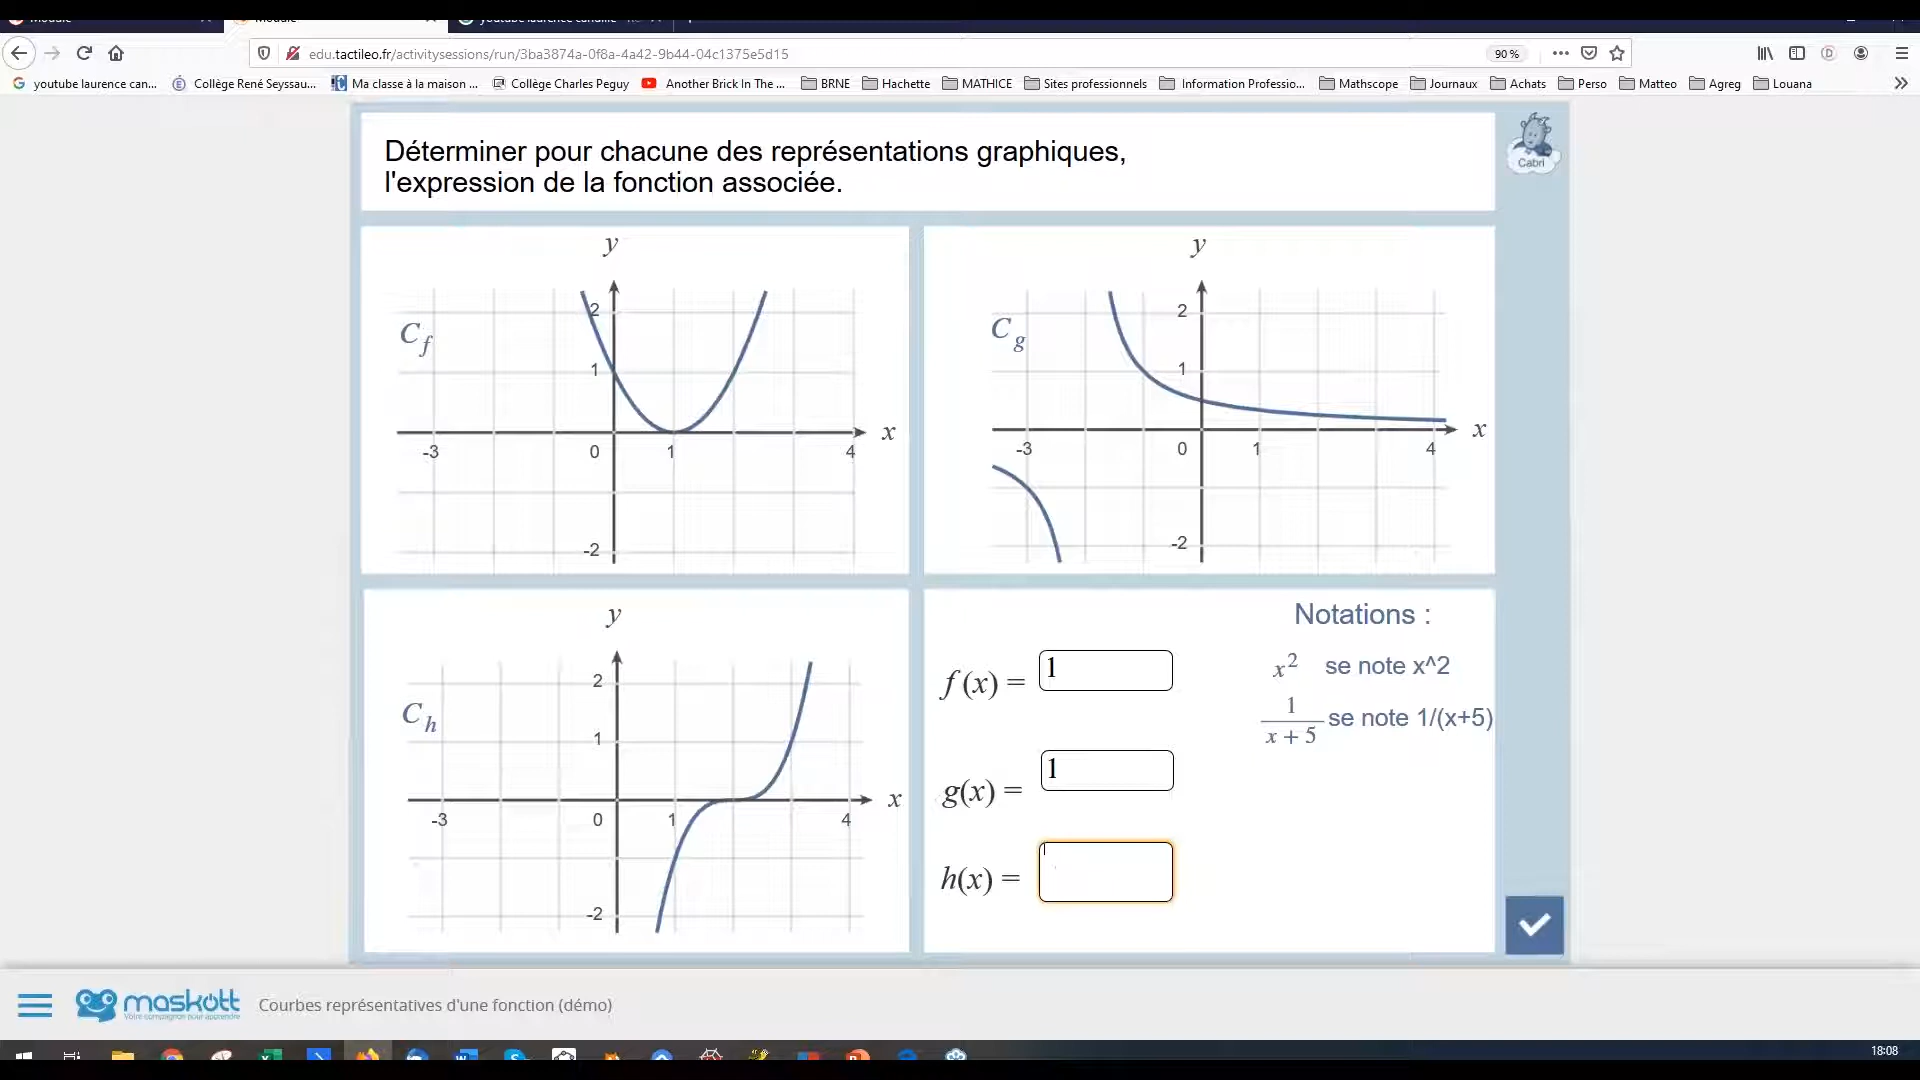 edu.tactileo.fr/activitysessions/run/3ba3874a-0f8a-4a42-9b44-04c1375e5d15
90 %
youtube laurence can...
Collège René Seyssau...
Ma classe à la maison ...
Collège Charles Peguy
Another Brick In The ...
BRNE
Hachette
MATHICE
Sites professionnels
Information Professio...
Mathscope
Journaux
Achats
Perso
Matteo
Agreg
Louana
Déterminer pour chacune des représentations graphiques,
l'expression de la fonction associée.
Cabri
y
2
C f
1
x
-3
0
1
4
-2
y
2
C g
1
x
-3
0
1
4
-2
y
2
C h
1
x
-3
0
1
4
-2
Notations :
f(x) = 1
x² se note x^2
1/(x + 5) se note 1/(x+5)
g(x) = 1
h(x) =
maskott
Votre compagnon pour apprendre
Courbes représentatives d'une fonction (démo)
18:08